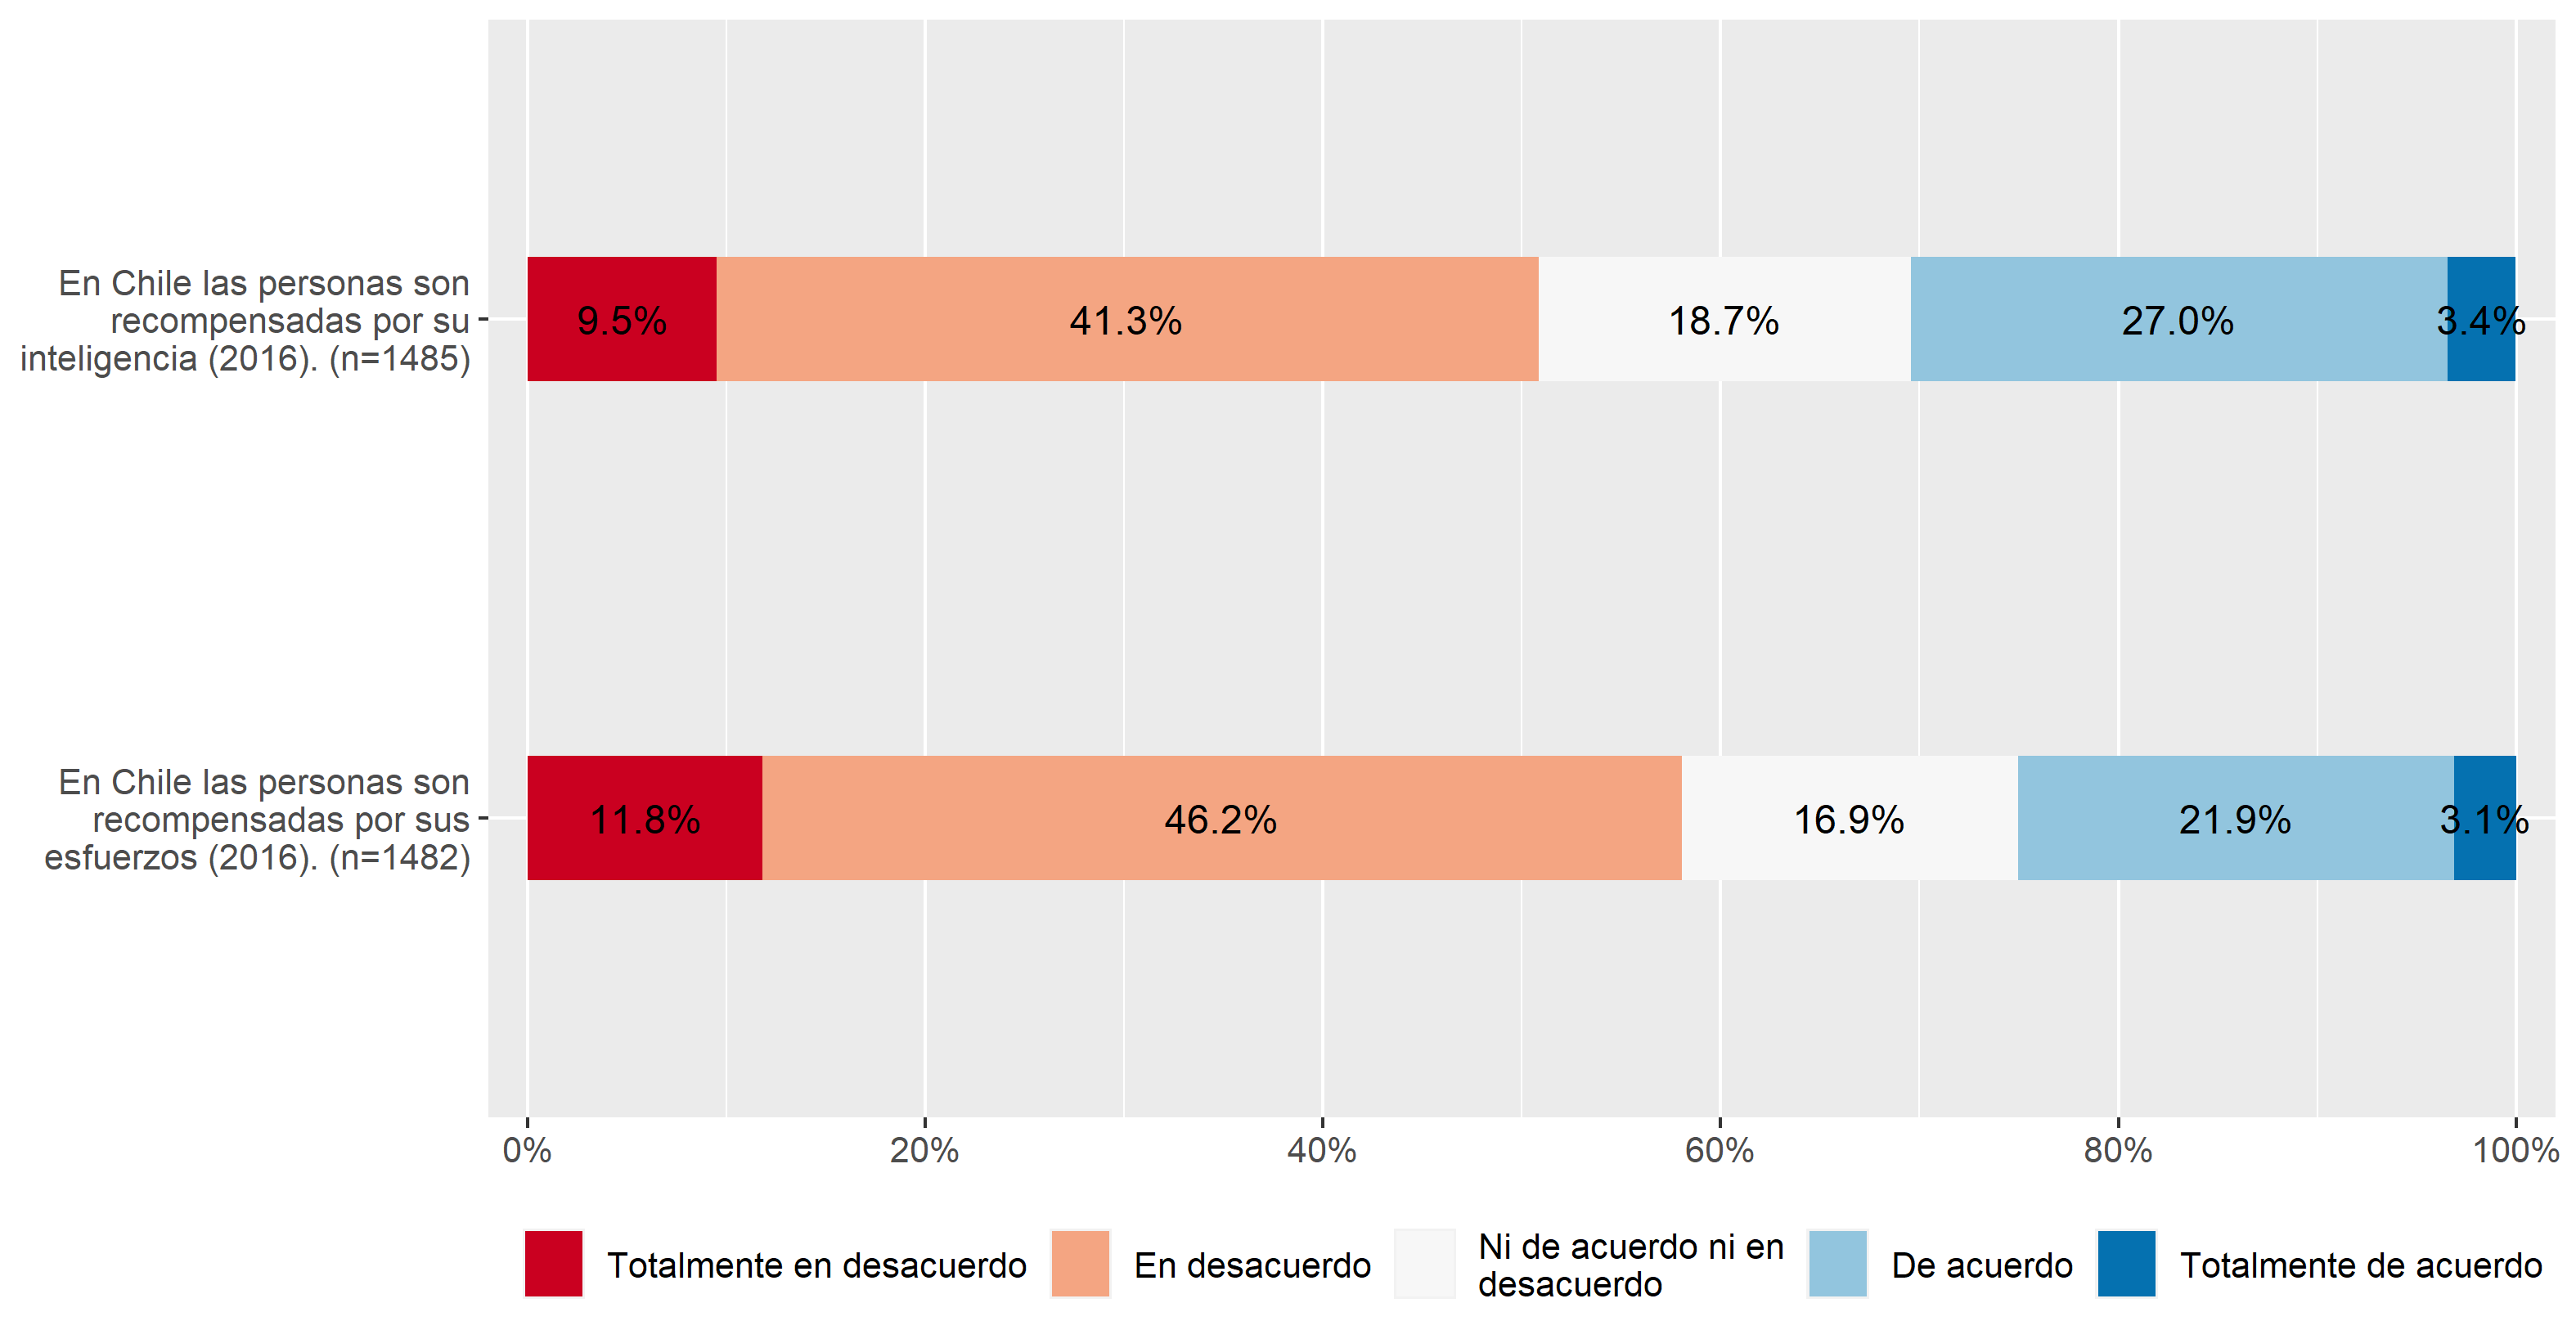 En Chile las personas son
recompensadas por su
inteligencia (2016). (n=1485)
9.5%
41.3%
18.7%
27.0%
3.4%
En Chile las personas son
recompensadas por sus
esfuerzos (2016). (n=1482)
11.8%
46.2%
16.9%
21.9%
3.1%
0%
20%
40%
60%
80%
100%
Totalmente en desacuerdo
En desacuerdo
Ni de acuerdo ni en
desacuerdo
De acuerdo
Totalmente de acuerdo